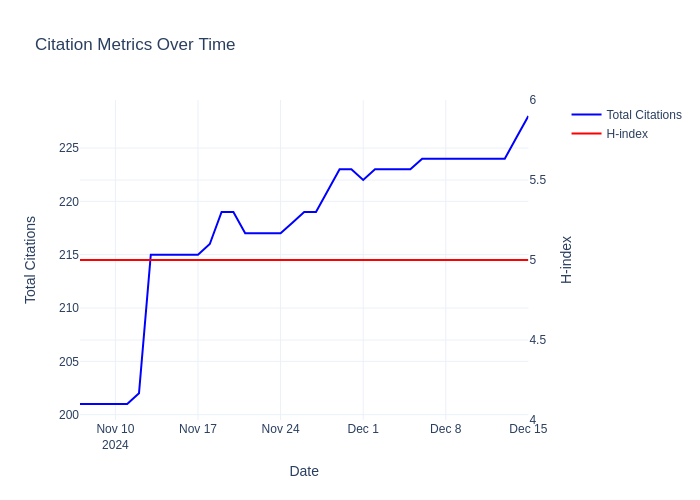 Citation Metrics Over Time
6
Total Citations
H-index
225
5.5
220
215
5
210
4.5
205
200
4
Total Citations
H-index
Nov 10
2024
Nov 17
Nov 24
Dec 1
Dec 8
Dec 15
Date